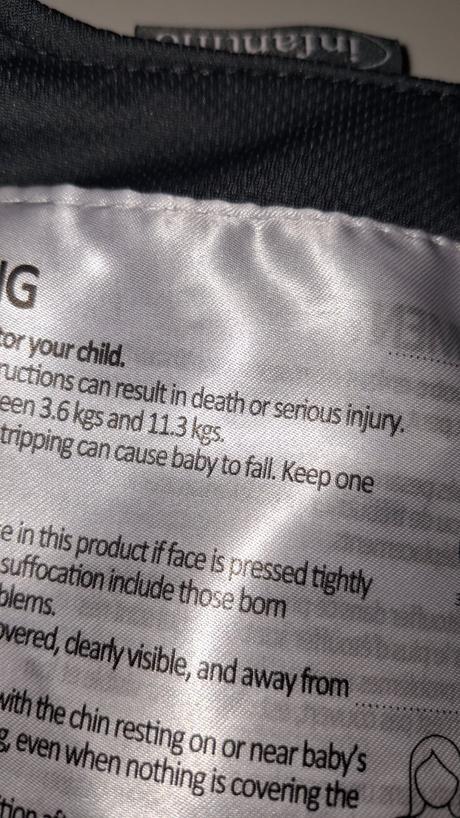 infantino
NG
tor your child.
ructions can result in death or serious injury.
een 3.6 kgs and 11.3 kgs.
tripping can cause baby to fall. Keep one
e in this product if face is pressed tightly
suffocation include those born
blems.
overed, clearly visible, and away from
with the chin resting on or near baby's
g, even when nothing is covering the